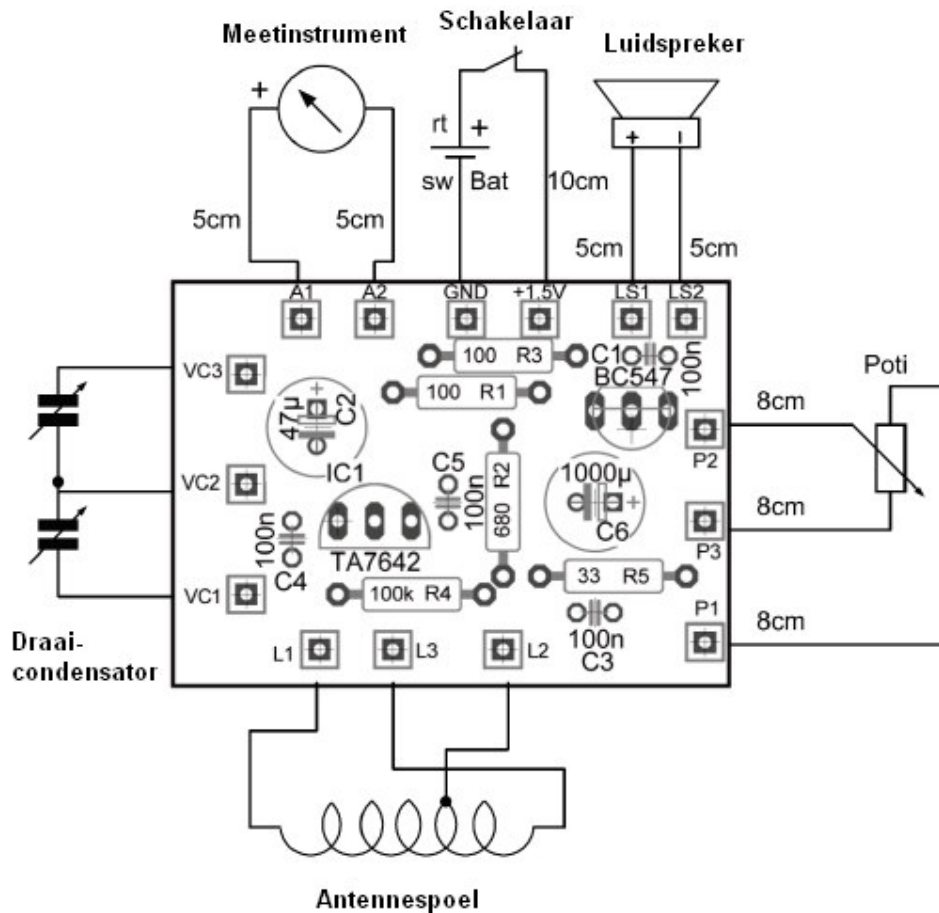 Schakelaar
Meetinstrument
Luidspreker
+
rt
+
+
−
sw
Bat
10cm
5cm
5cm
5cm
5cm
A1
A2
GND
+1.5V
LS1
LS2
100 R3
C1
100n
VC3
100 R1
BC547
Poti
+
47µ
C2
8cm
P2
IC1
C5
100n
680 R2
1000µ
VC2
+
C6
100n
8cm
P3
TA7642
C4
100k R4
33 R5
VC1
P1
8cm
100n
C3
Draai-
condensator
L1
L3
L2
Antennespoel